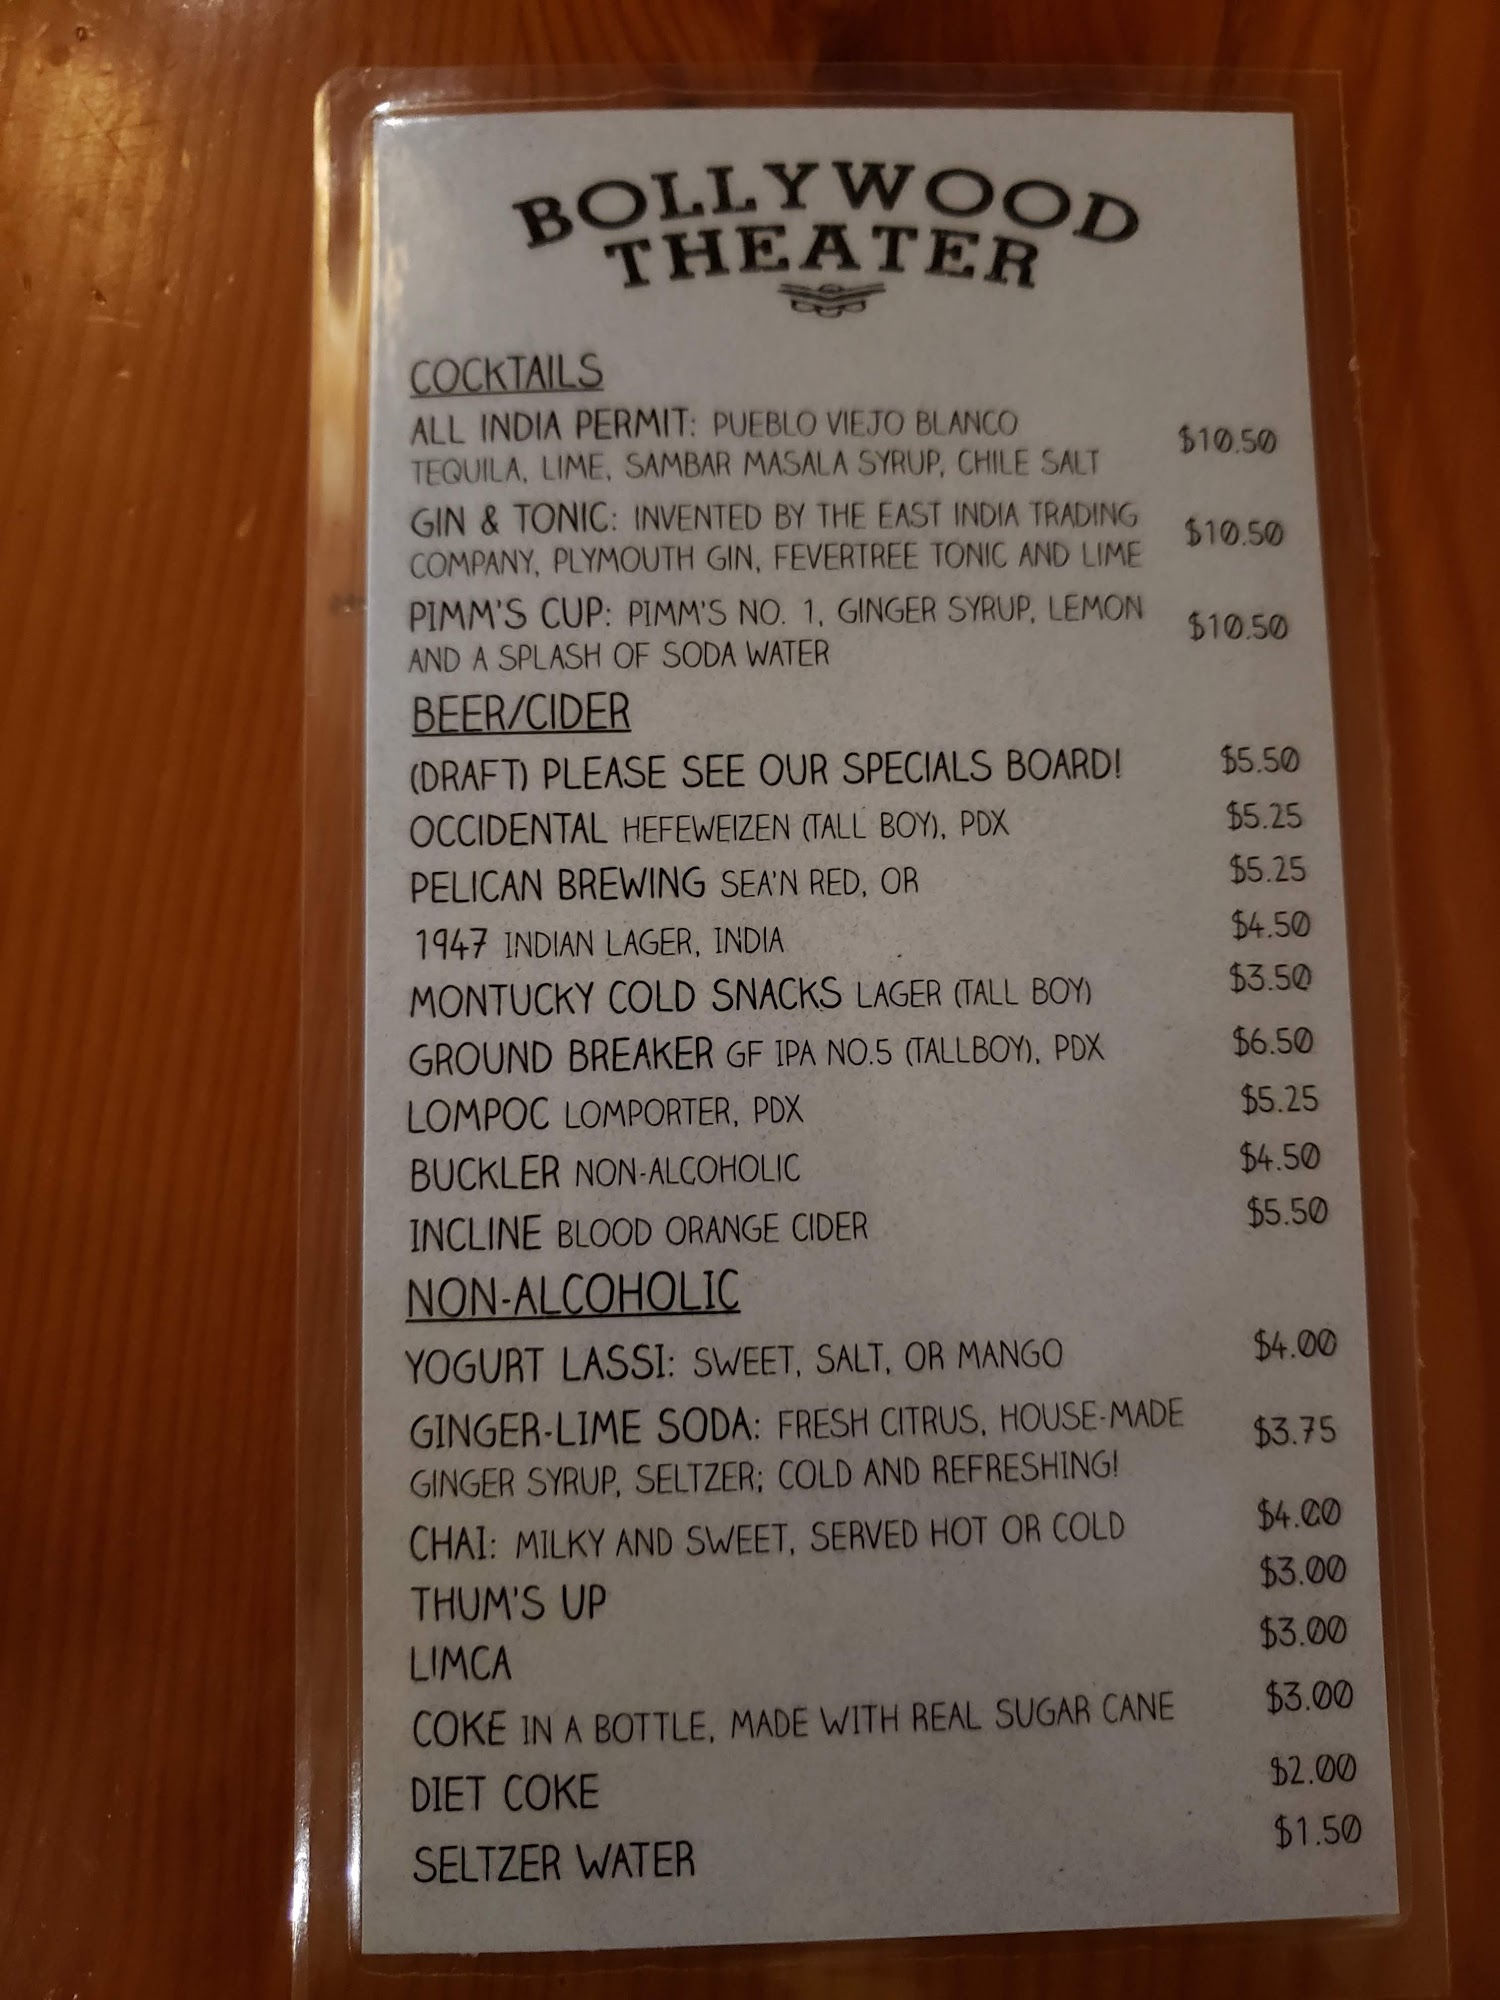 BOLLYWOOD
THEATER
COCKTAILS
ALL INDIA PERMIT: PUEBLO VIEJO BLANCO
TEQUILA, LIME, SAMBAR MASALA SYRUP, CHILE SALT $10.50
GIN & TONIC: INVENTED BY THE EAST INDIA TRADING
COMPANY, PLYMOUTH GIN, FEVERTREE TONIC AND LIME $10.50
PIMM'S CUP: PIMM'S NO. 1, GINGER SYRUP, LEMON
AND A SPLASH OF SODA WATER $10.50
BEER/CIDER
(DRAFT) PLEASE SEE OUR SPECIALS BOARD! $5.50
OCCIDENTAL HEFEWEIZEN (TALL BOY), PDX $5.25
PELICAN BREWING SEA'N RED, OR $5.25
1947 INDIAN LAGER, INDIA $4.50
MONTUCKY COLD SNACKS LAGER (TALL BOY) $3.50
GROUND BREAKER GF IPA NO.5 (TALLBOY), PDX $6.50
LOMPOC LOMPORTER, PDX $5.25
BUCKLER NON-ALCOHOLIC $4.50
INCLINE BLOOD ORANGE CIDER $5.50
NON-ALCOHOLIC
YOGURT LASSI: SWEET, SALT, OR MANGO $4.00
GINGER-LIME SODA: FRESH CITRUS, HOUSE-MADE
GINGER SYRUP, SELTZER; COLD AND REFRESHING! $3.75
CHAI: MILKY AND SWEET, SERVED HOT OR COLD $4.00
THUM'S UP $3.00
LIMCA $3.00
COKE IN A BOTTLE, MADE WITH REAL SUGAR CANE $3.00
DIET COKE $2.00
SELTZER WATER $1.50